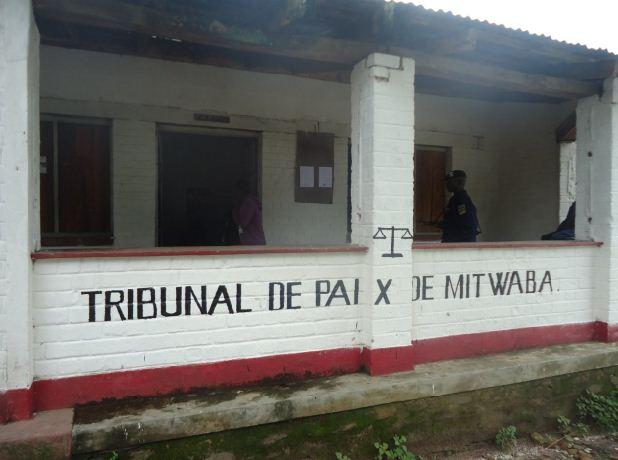 TRIBUNAL DE PAIX DE MITWABA.